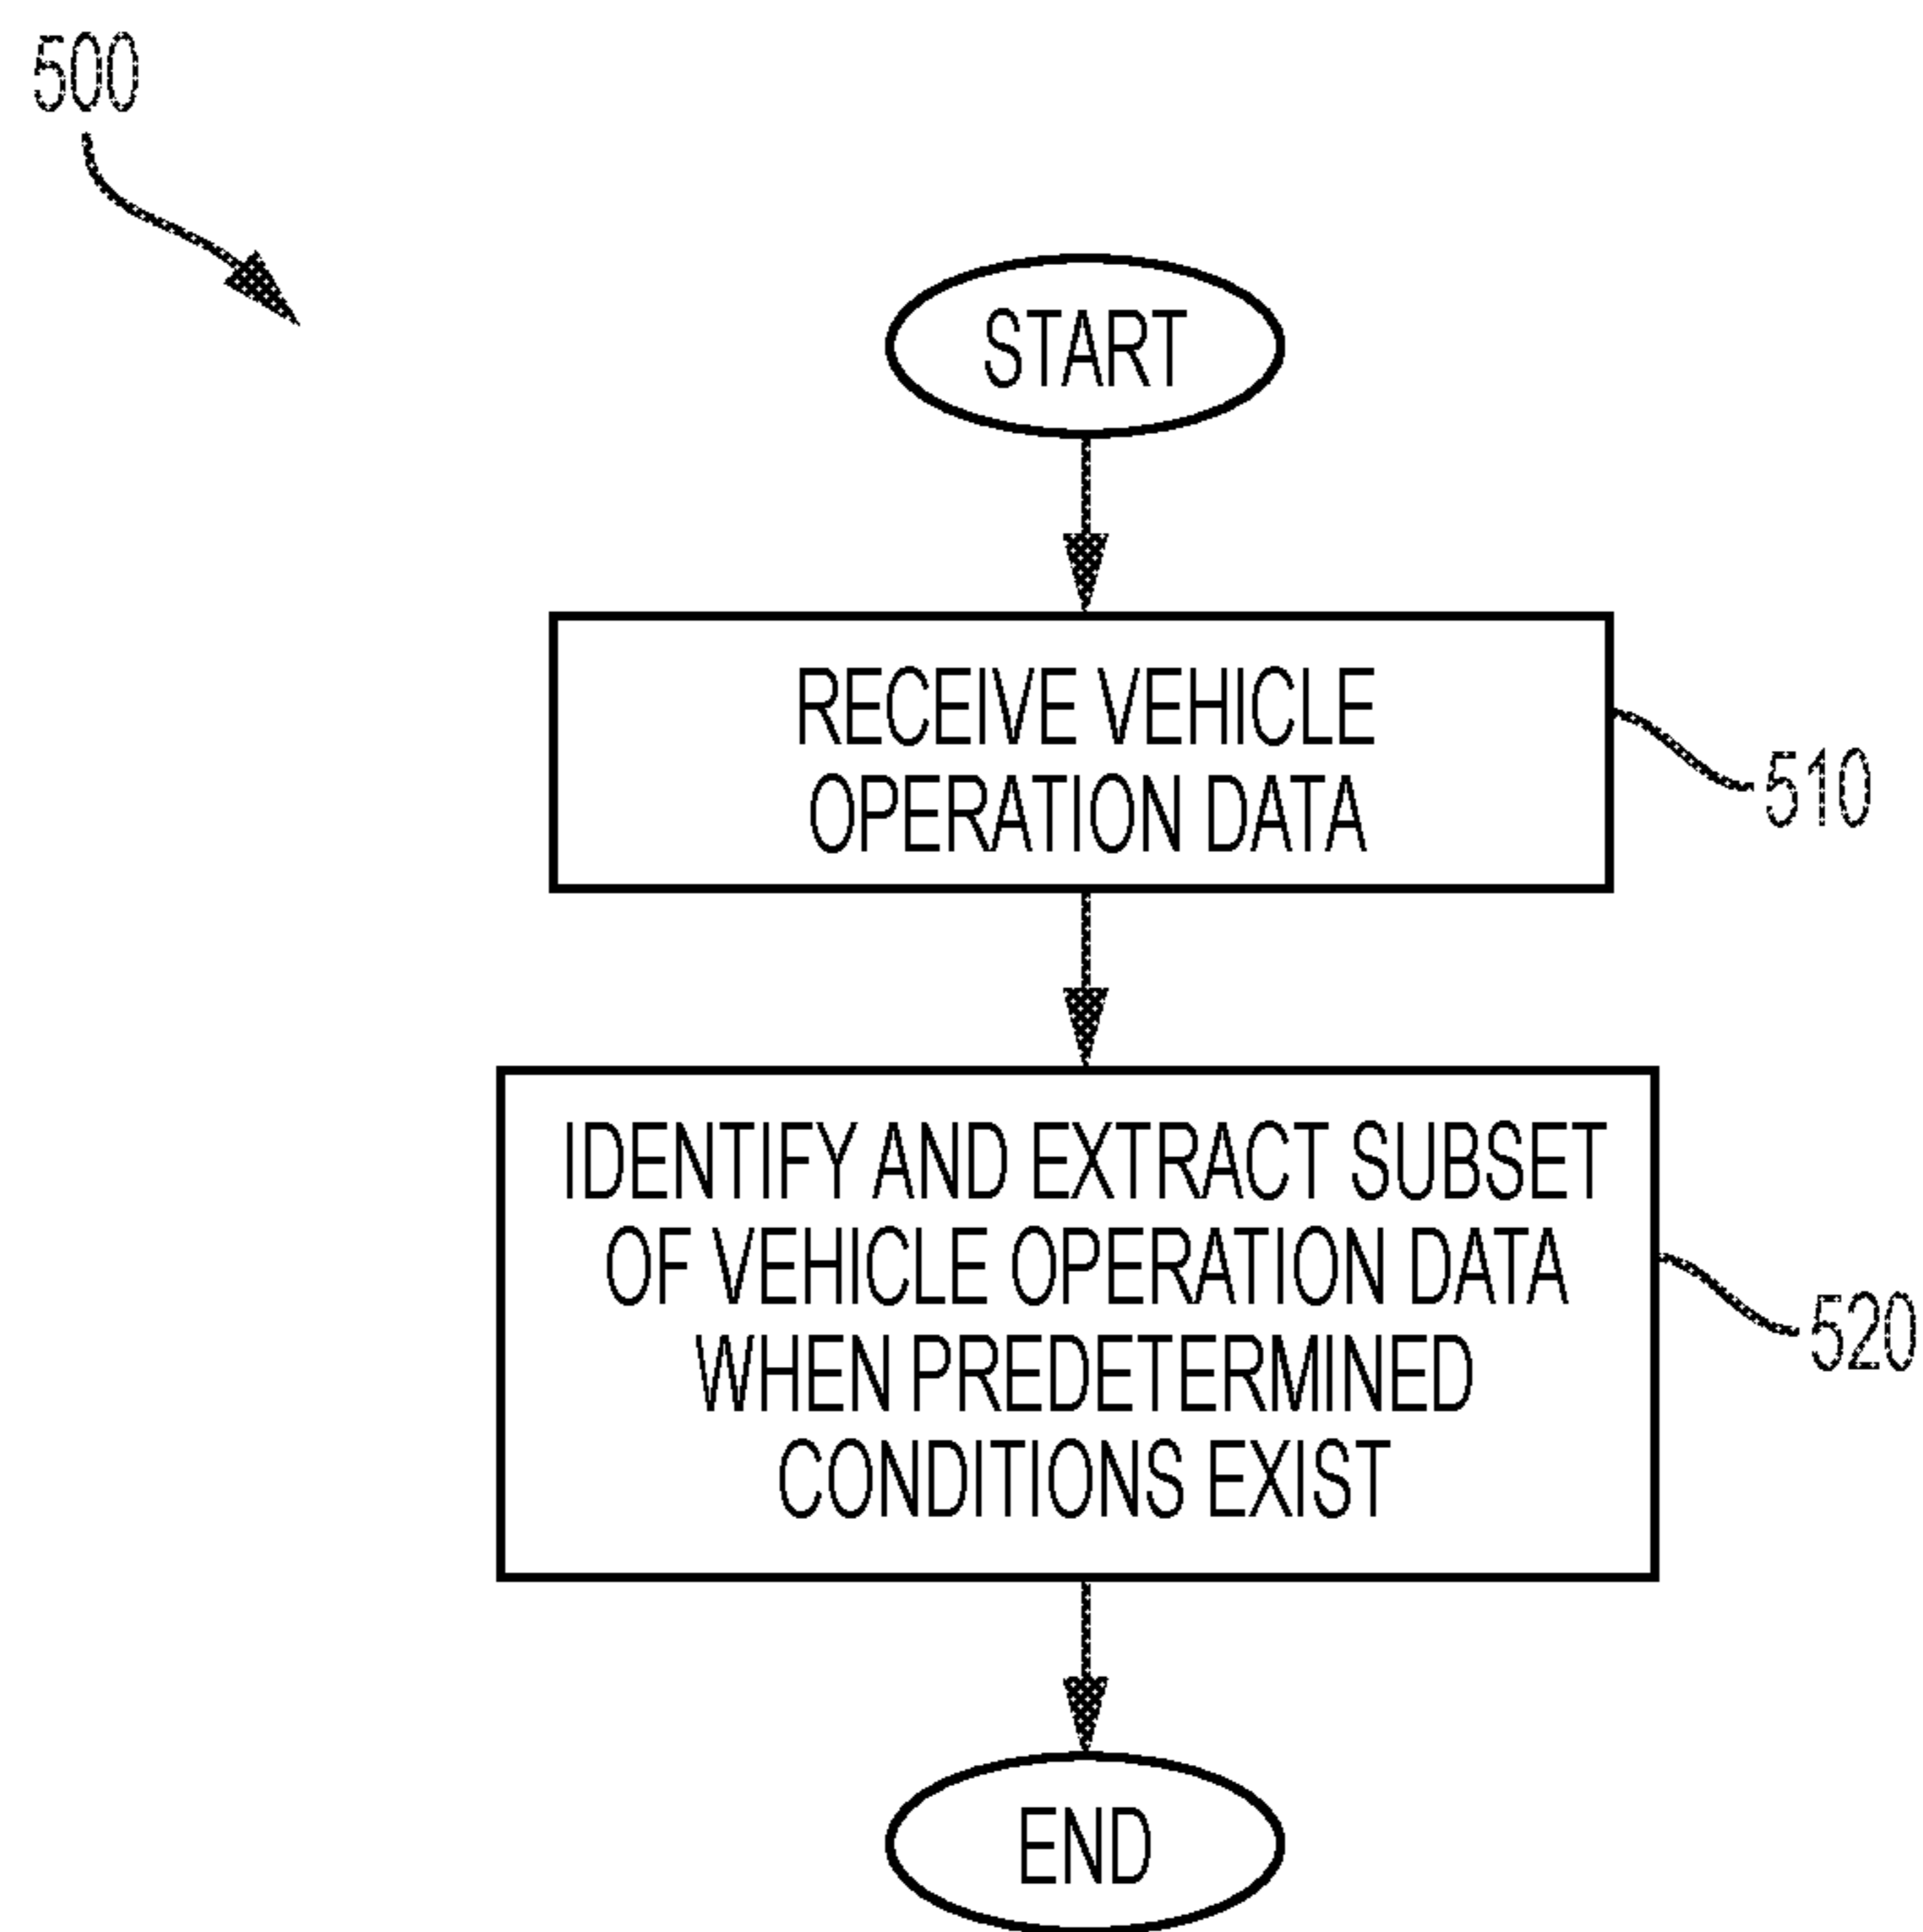 500
START
RECEIVE VEHICLE
OPERATION DATA
510
IDENTIFY AND EXTRACT SUBSET
OF VEHICLE OPERATION DATA
WHEN PREDETERMINED
CONDITIONS EXIST
520
END